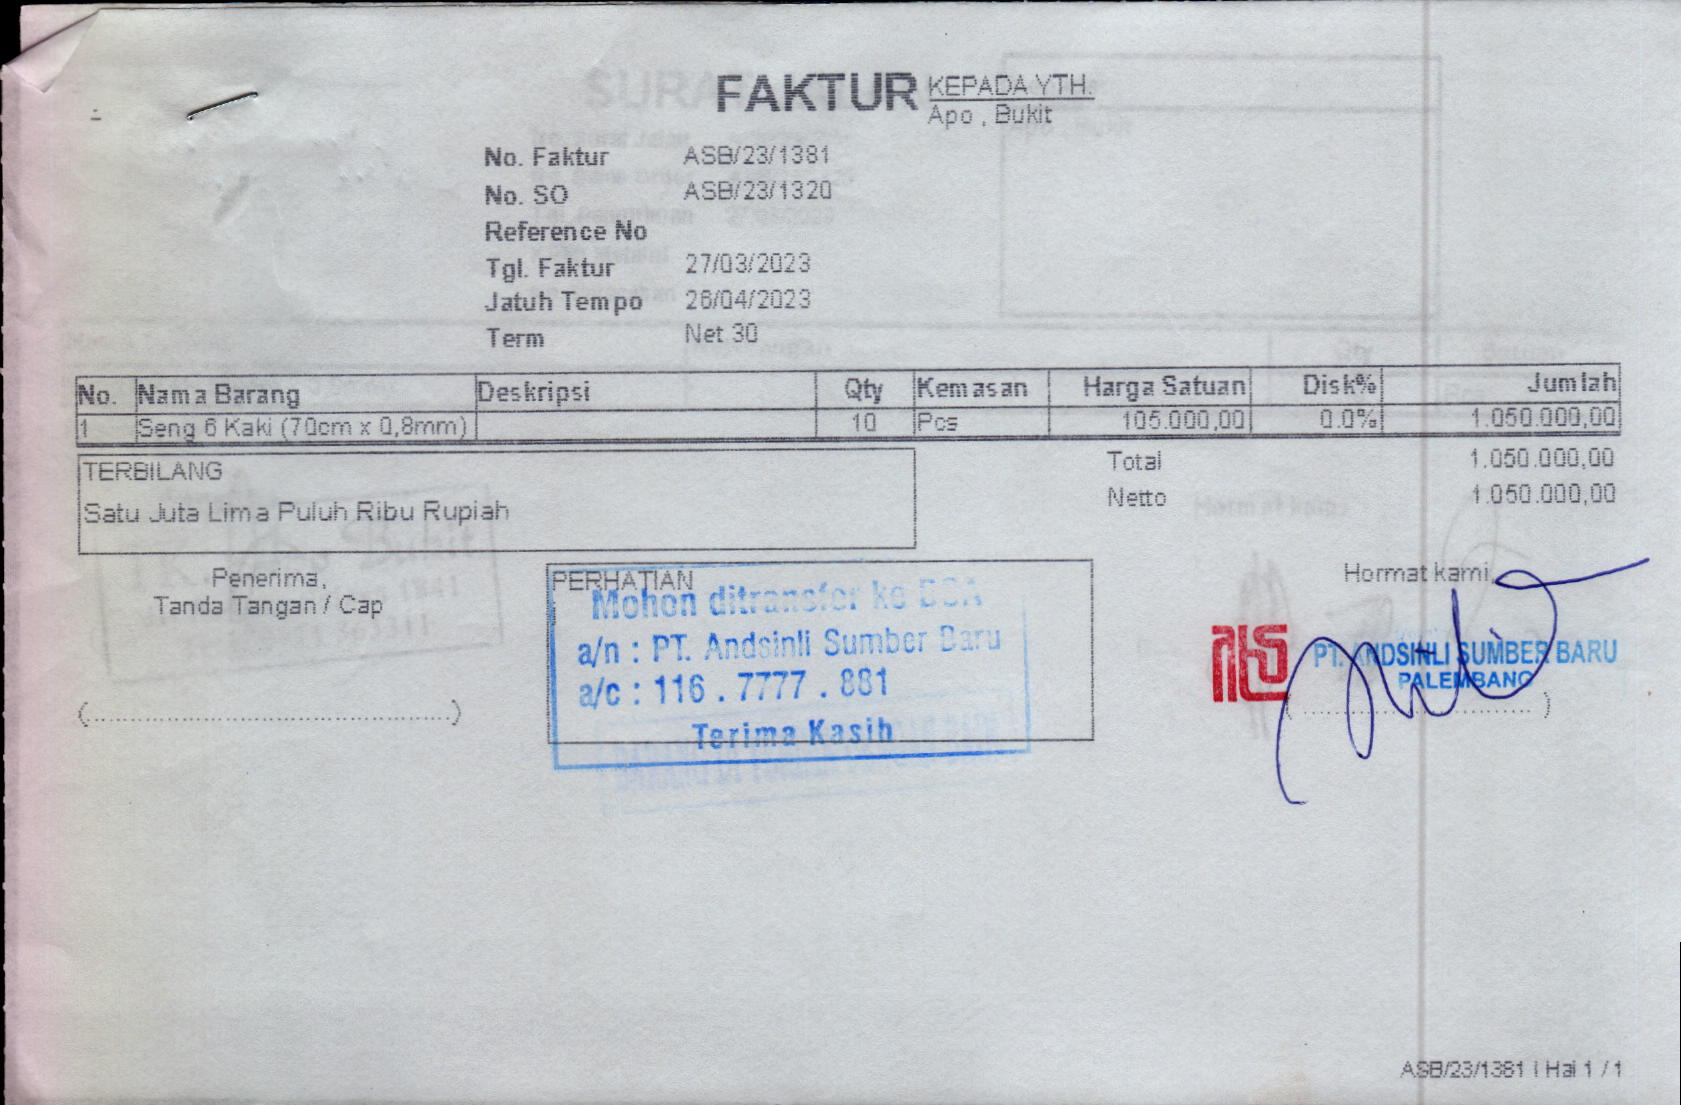 FAKTUR
KEPADA YTH.
Apo , Bukit
No. Faktur ASB/23/1381
No. SO ASB/23/1320
Reference No
Tgl. Faktur 27/03/2023
Jatuh Tempo 26/04/2023
Term Net 30
No. Nama Barang Deskripsi Qty Kemasan Harga Satuan Disk% Jumlah
1 Seng 6 Kaki (70cm x 0,8mm) 10 Pcs 105.000,00 0.0% 1.050.000,00
TERBILANG
Satu Juta Lima Puluh Ribu Rupiah
Total 1.050.000,00
Netto 1.050.000,00
Penerima,
Tanda Tangan / Cap
(..................................................)
PERHATIAN
Mohon ditransfer ke BCA
a/n : PT. Andsinli Sumber Baru
a/c : 116 . 7777 . 881
Terima Kasih
Hormat kami,
PT. ANDSINLI SUMBER BARU
PALEMBANG
(..................................)
ASB/23/1381 | Hal 1 / 1